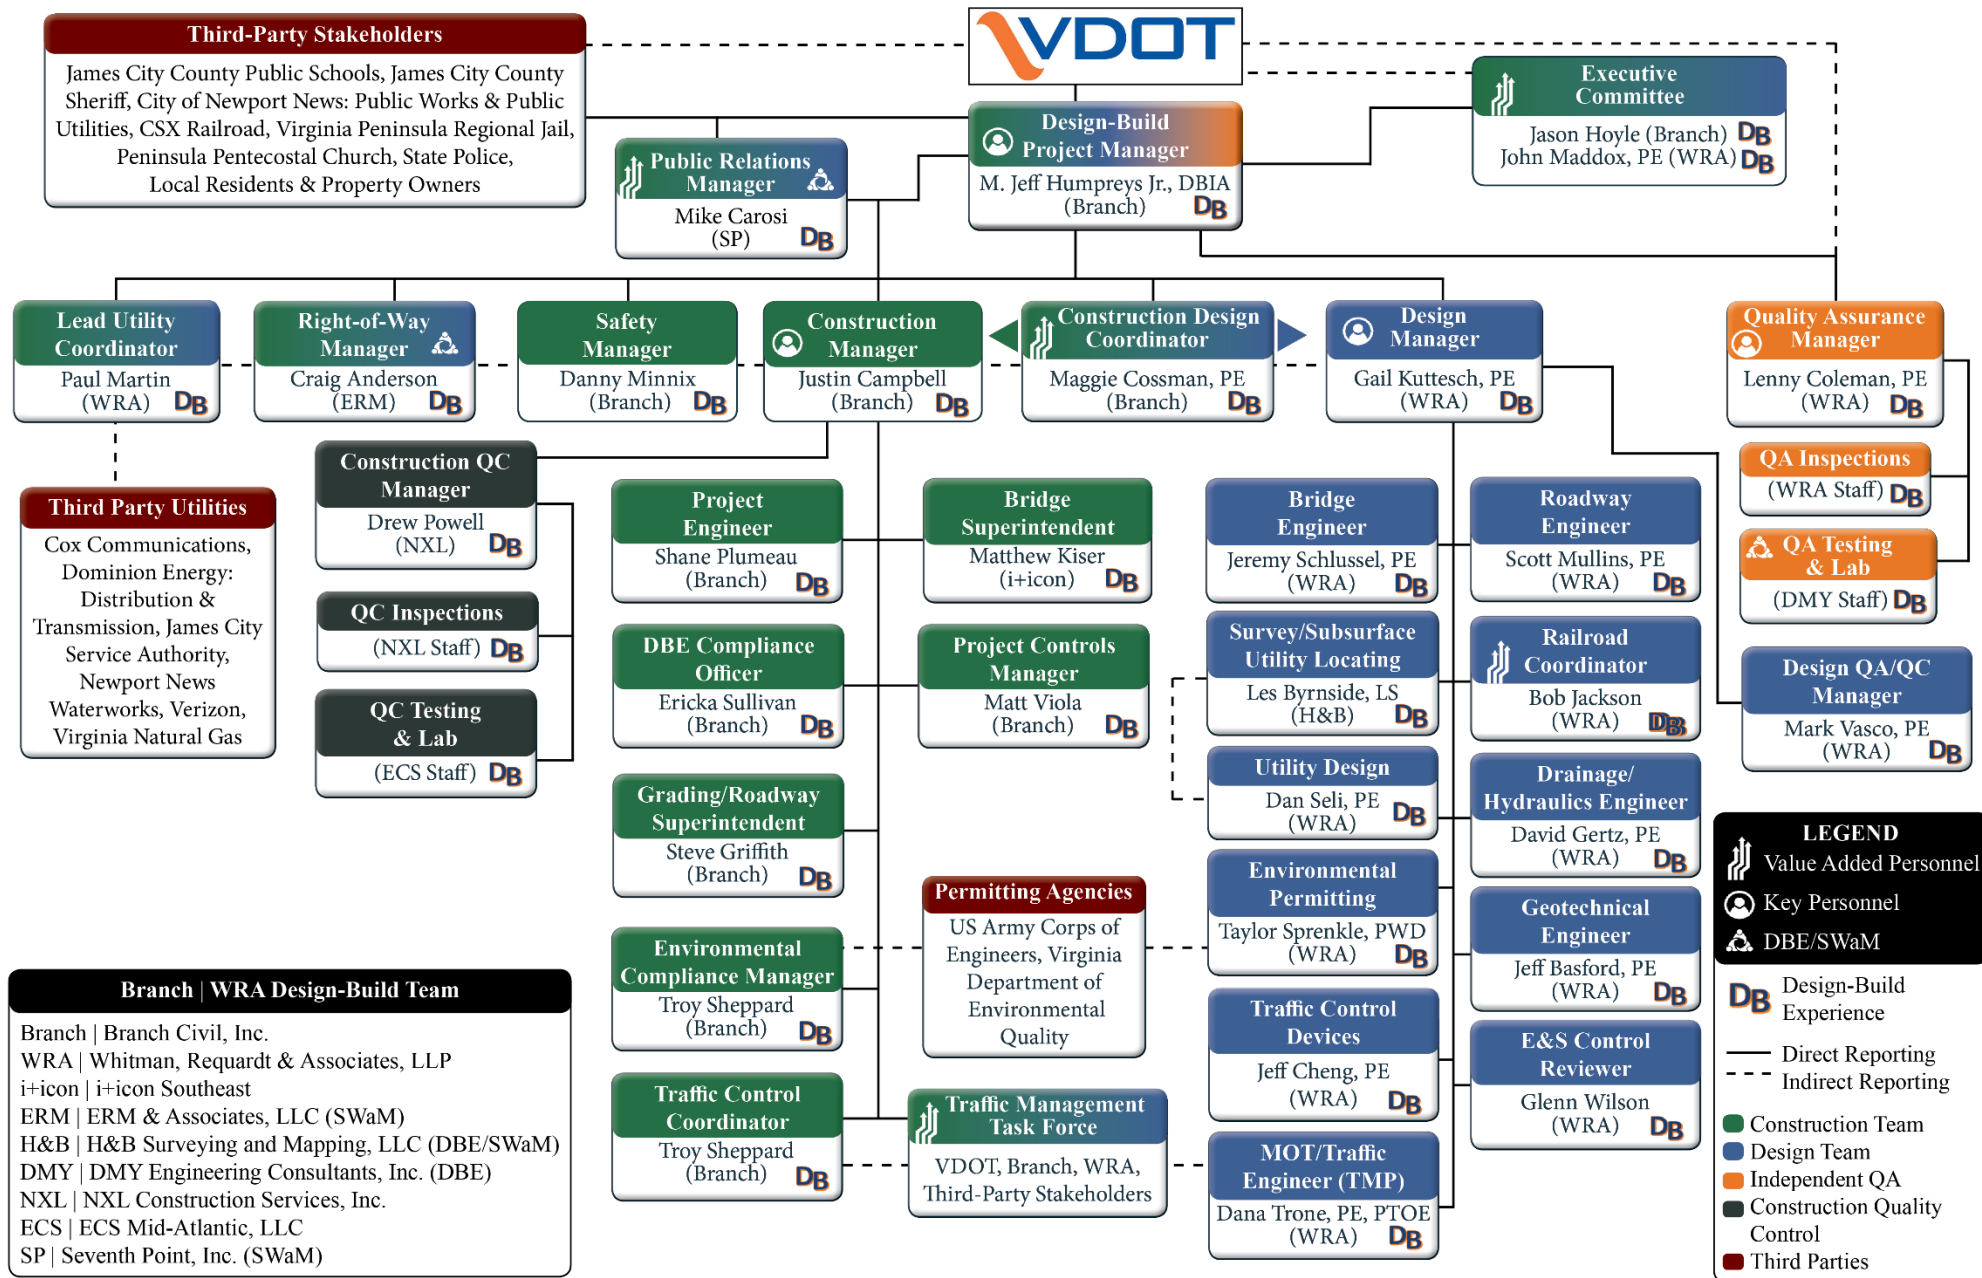 VDOT
Third-Party Stakeholders
James City County Public Schools, James City County
Sheriff, City of Newport News: Public Works & Public
Utilities, CSX Railroad, Virginia Peninsula Regional Jail,
Peninsula Pentecostal Church, State Police,
Local Residents & Property Owners
Public Relations
Manager
Mike Carosi
(SP) DB
Design-Build
Project Manager
M. Jeff Humpreys Jr., DBIA
(Branch) DB
Executive
Committee
Jason Hoyle (Branch) DB
John Maddox, PE (WRA) DB
Lead Utility
Coordinator
Paul Martin
(WRA) DB
Right-of-Way
Manager
Craig Anderson
(ERM) DB
Safety
Manager
Danny Minnix
(Branch) DB
Construction
Manager
Justin Campbell
(Branch) DB
Construction Design
Coordinator
Maggie Cossman, PE
(Branch) DB
Design
Manager
Gail Kuttesch, PE
(WRA) DB
Quality Assurance
Manager
Lenny Coleman, PE
(WRA) DB
QA Inspections
(WRA Staff) DB
QA Testing
& Lab
(DMY Staff) DB
Third Party Utilities
Cox Communications,
Dominion Energy:
Distribution &
Transmission, James City
Service Authority,
Newport News
Waterworks, Verizon,
Virginia Natural Gas
Construction QC
Manager
Drew Powell
(NXL) DB
QC Inspections
(NXL Staff) DB
QC Testing
& Lab
(ECS Staff) DB
Project
Engineer
Shane Plumeau
(Branch) DB
Bridge
Superintendent
Matthew Kiser
(i+icon) DB
DBE Compliance
Officer
Ericka Sullivan
(Branch) DB
Project Controls
Manager
Matt Viola
(Branch) DB
Grading/Roadway
Superintendent
Steve Griffith
(Branch) DB
Environmental
Compliance Manager
Troy Sheppard
(Branch) DB
Permitting Agencies
US Army Corps of
Engineers, Virginia
Department of
Environmental
Quality
Traffic Control
Coordinator
Troy Sheppard
(Branch) DB
Traffic Management
Task Force
VDOT, Branch, WRA,
Third-Party Stakeholders
Bridge
Engineer
Jeremy Schlussel, PE
(WRA) DB
Roadway
Engineer
Scott Mullins, PE
(WRA) DB
Survey/Subsurface
Utility Locating
Les Byrnside, LS
(H&B) DB
Railroad
Coordinator
Bob Jackson
(WRA) DB
Utility Design
Dan Seli, PE
(WRA) DB
Drainage/
Hydraulics Engineer
David Gertz, PE
(WRA) DB
Environmental
Permitting
Taylor Sprenkle, PWD
(WRA) DB
Geotechnical
Engineer
Jeff Basford, PE
(WRA) DB
Traffic Control
Devices
Jeff Cheng, PE
(WRA) DB
E&S Control
Reviewer
Glenn Wilson
(WRA) DB
MOT/Traffic
Engineer (TMP)
Dana Trone, PE, PTOE
(WRA) DB
Design QA/QC
Manager
Mark Vasco, PE
(WRA) DB
Branch | WRA Design-Build Team
Branch | Branch Civil, Inc.
WRA | Whitman, Requardt & Associates, LLP
i+icon | i+icon Southeast
ERM | ERM & Associates, LLC (SWaM)
H&B | H&B Surveying and Mapping, LLC (DBE/SWaM)
DMY | DMY Engineering Consultants, Inc. (DBE)
NXL | NXL Construction Services, Inc.
ECS | ECS Mid-Atlantic, LLC
SP | Seventh Point, Inc. (SWaM)
LEGEND
Value Added Personnel
Key Personnel
DBE/SWaM
DB Design-Build
Experience
Direct Reporting
Indirect Reporting
Construction Team
Design Team
Independent QA
Construction Quality
Control
Third Parties